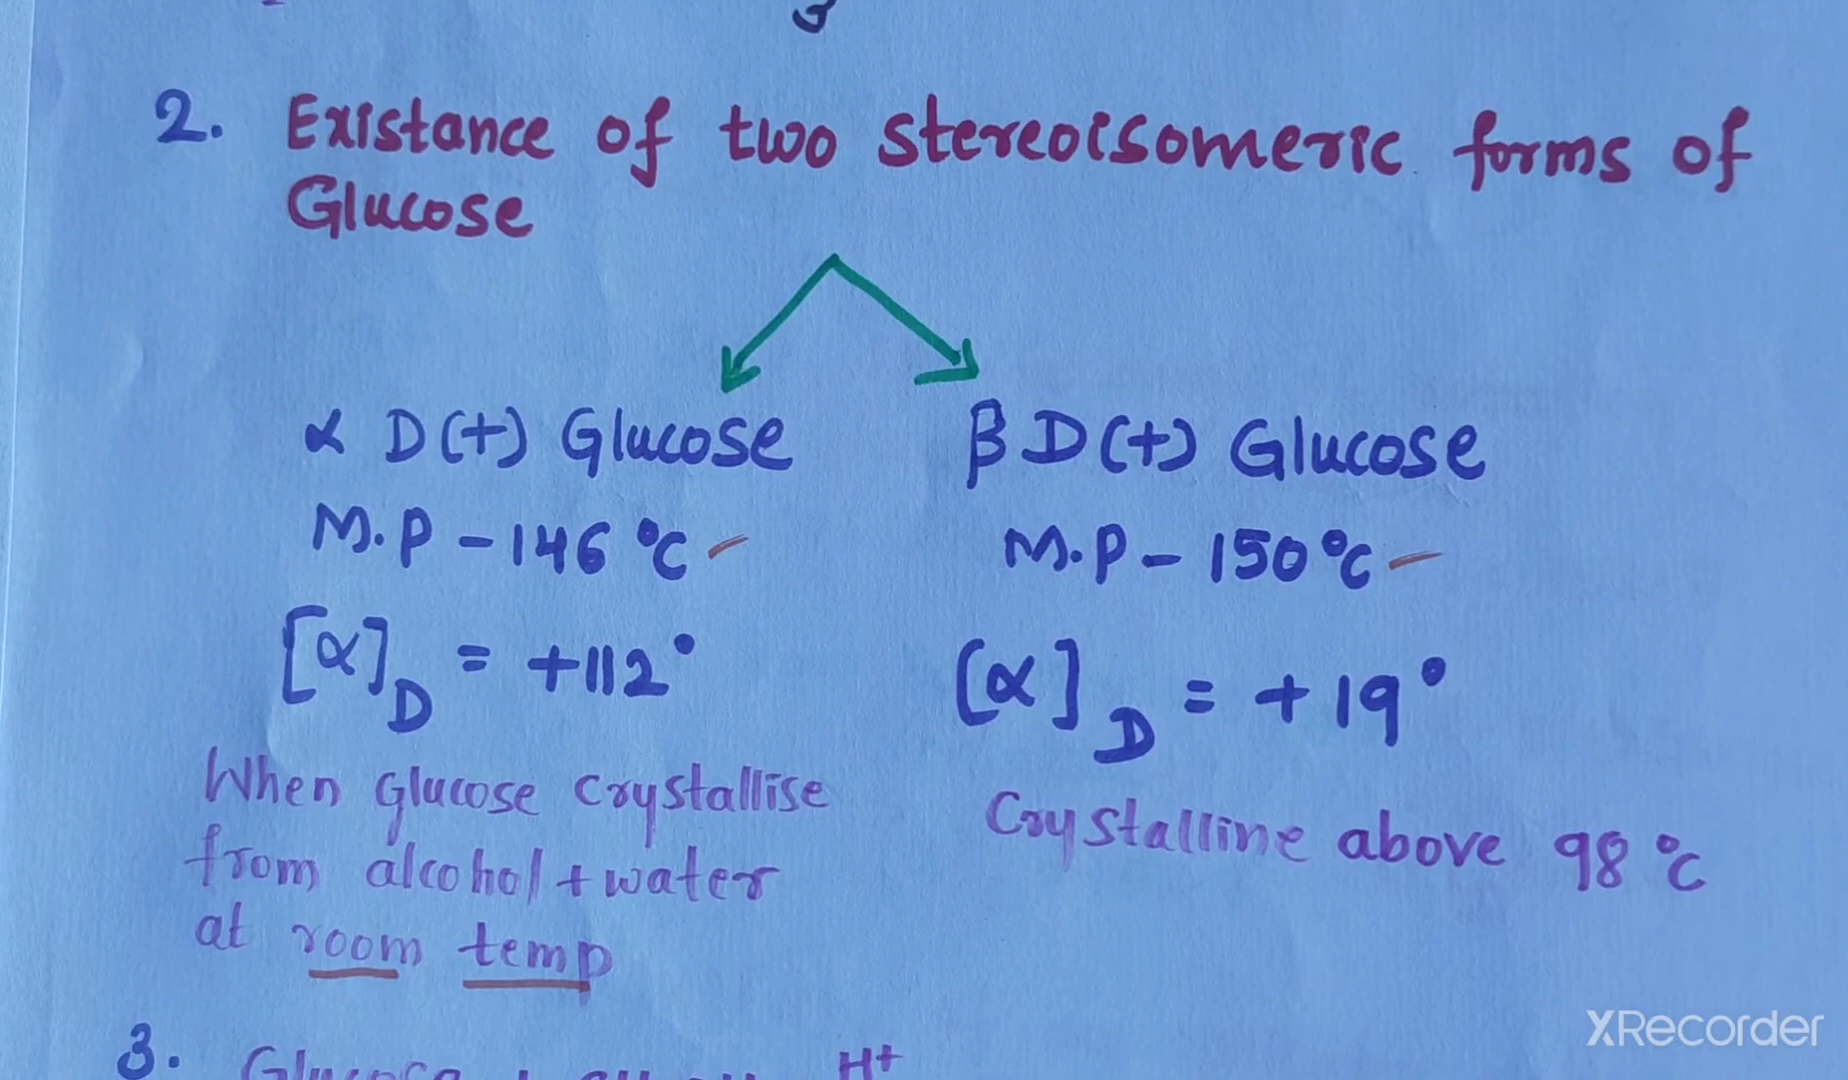 2. Existance of two stereoisomeric forms of
Glucose
α D(+) Glucose
M.P - 146 °C
[α]D = +112°
When glucose crystallise
from alcohol + water
at room temp
β D(+) Glucose
M.P - 150 °C
[α]D = +19°
Crystalline above 98 °C
3. Glucose + H+
XRecorder